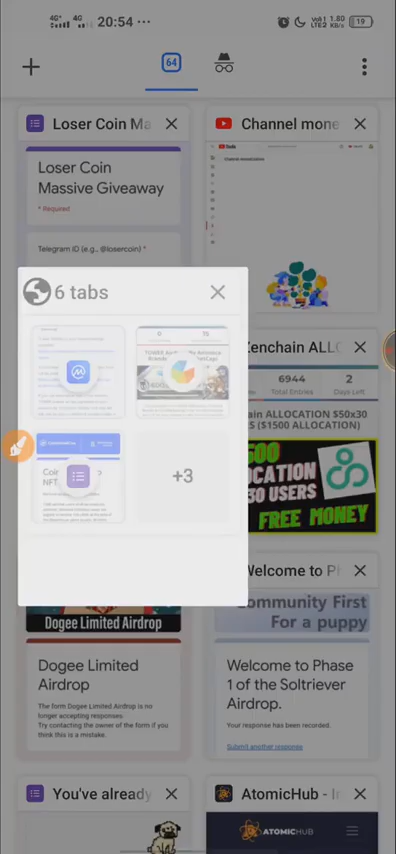 4G+ 4G 20:54 ••• Vo) 1 1.80
LTE2 K/s 19
64
Loser Coin Ma
Channel mone
Loser Coin
Massive Giveaway
* Required
Telegram ID (e.g., @losercoin) *
6 tabs
+3
Zenchain ALLO
6944 2
Total Entries Days Left
ain ALLOCATION $50x30
S ($1500 ALLOCATION)
500
OCATION
30 USERS
FREE MONEY
Dogee Limited Airdrop
Dogee Limited
Airdrop
The form Dogee Limited Airdrop is no
longer accepting responses.
Try contacting the owner of the form if you
think this is a mistake.
Welcome to Ph
ommunity First
For a puppy
Welcome to Phase
1 of the Soltriever
Airdrop.
Your response has been recorded.
Submit another response
You've already
AtomicHub - I
ATOMICHUB